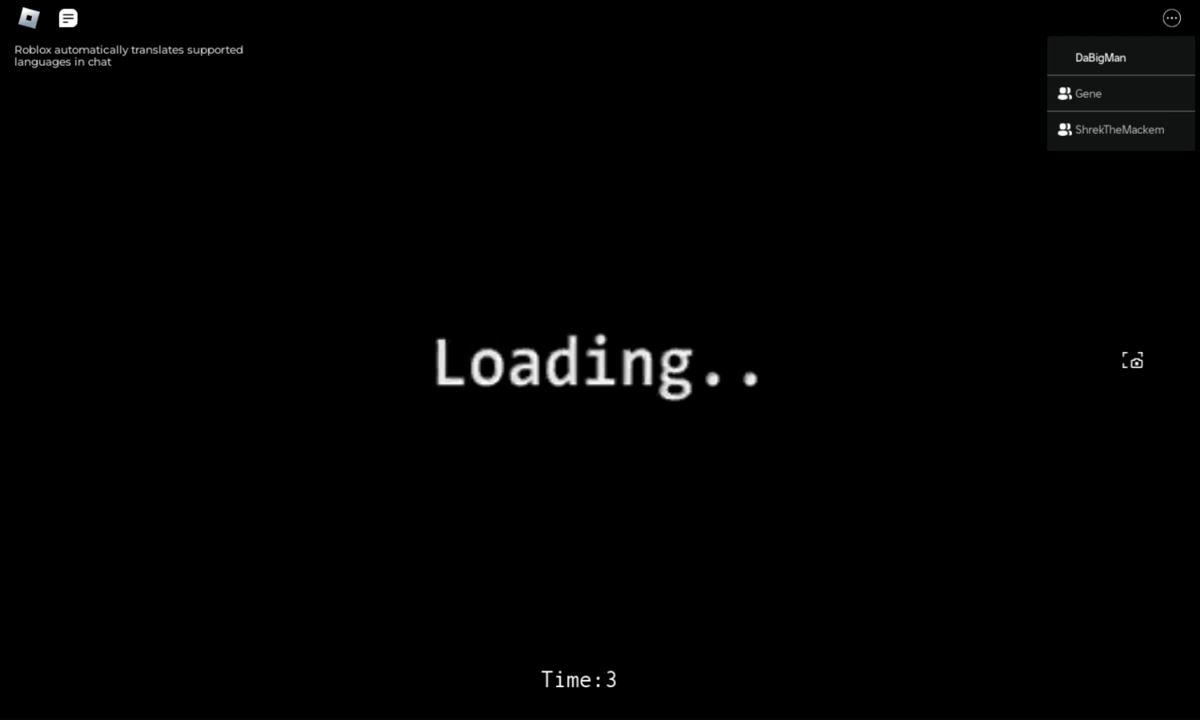 Roblox automatically translates supported
languages in chat
DaBigMan
Gene
ShrekTheMackem
Loading..
Time:3